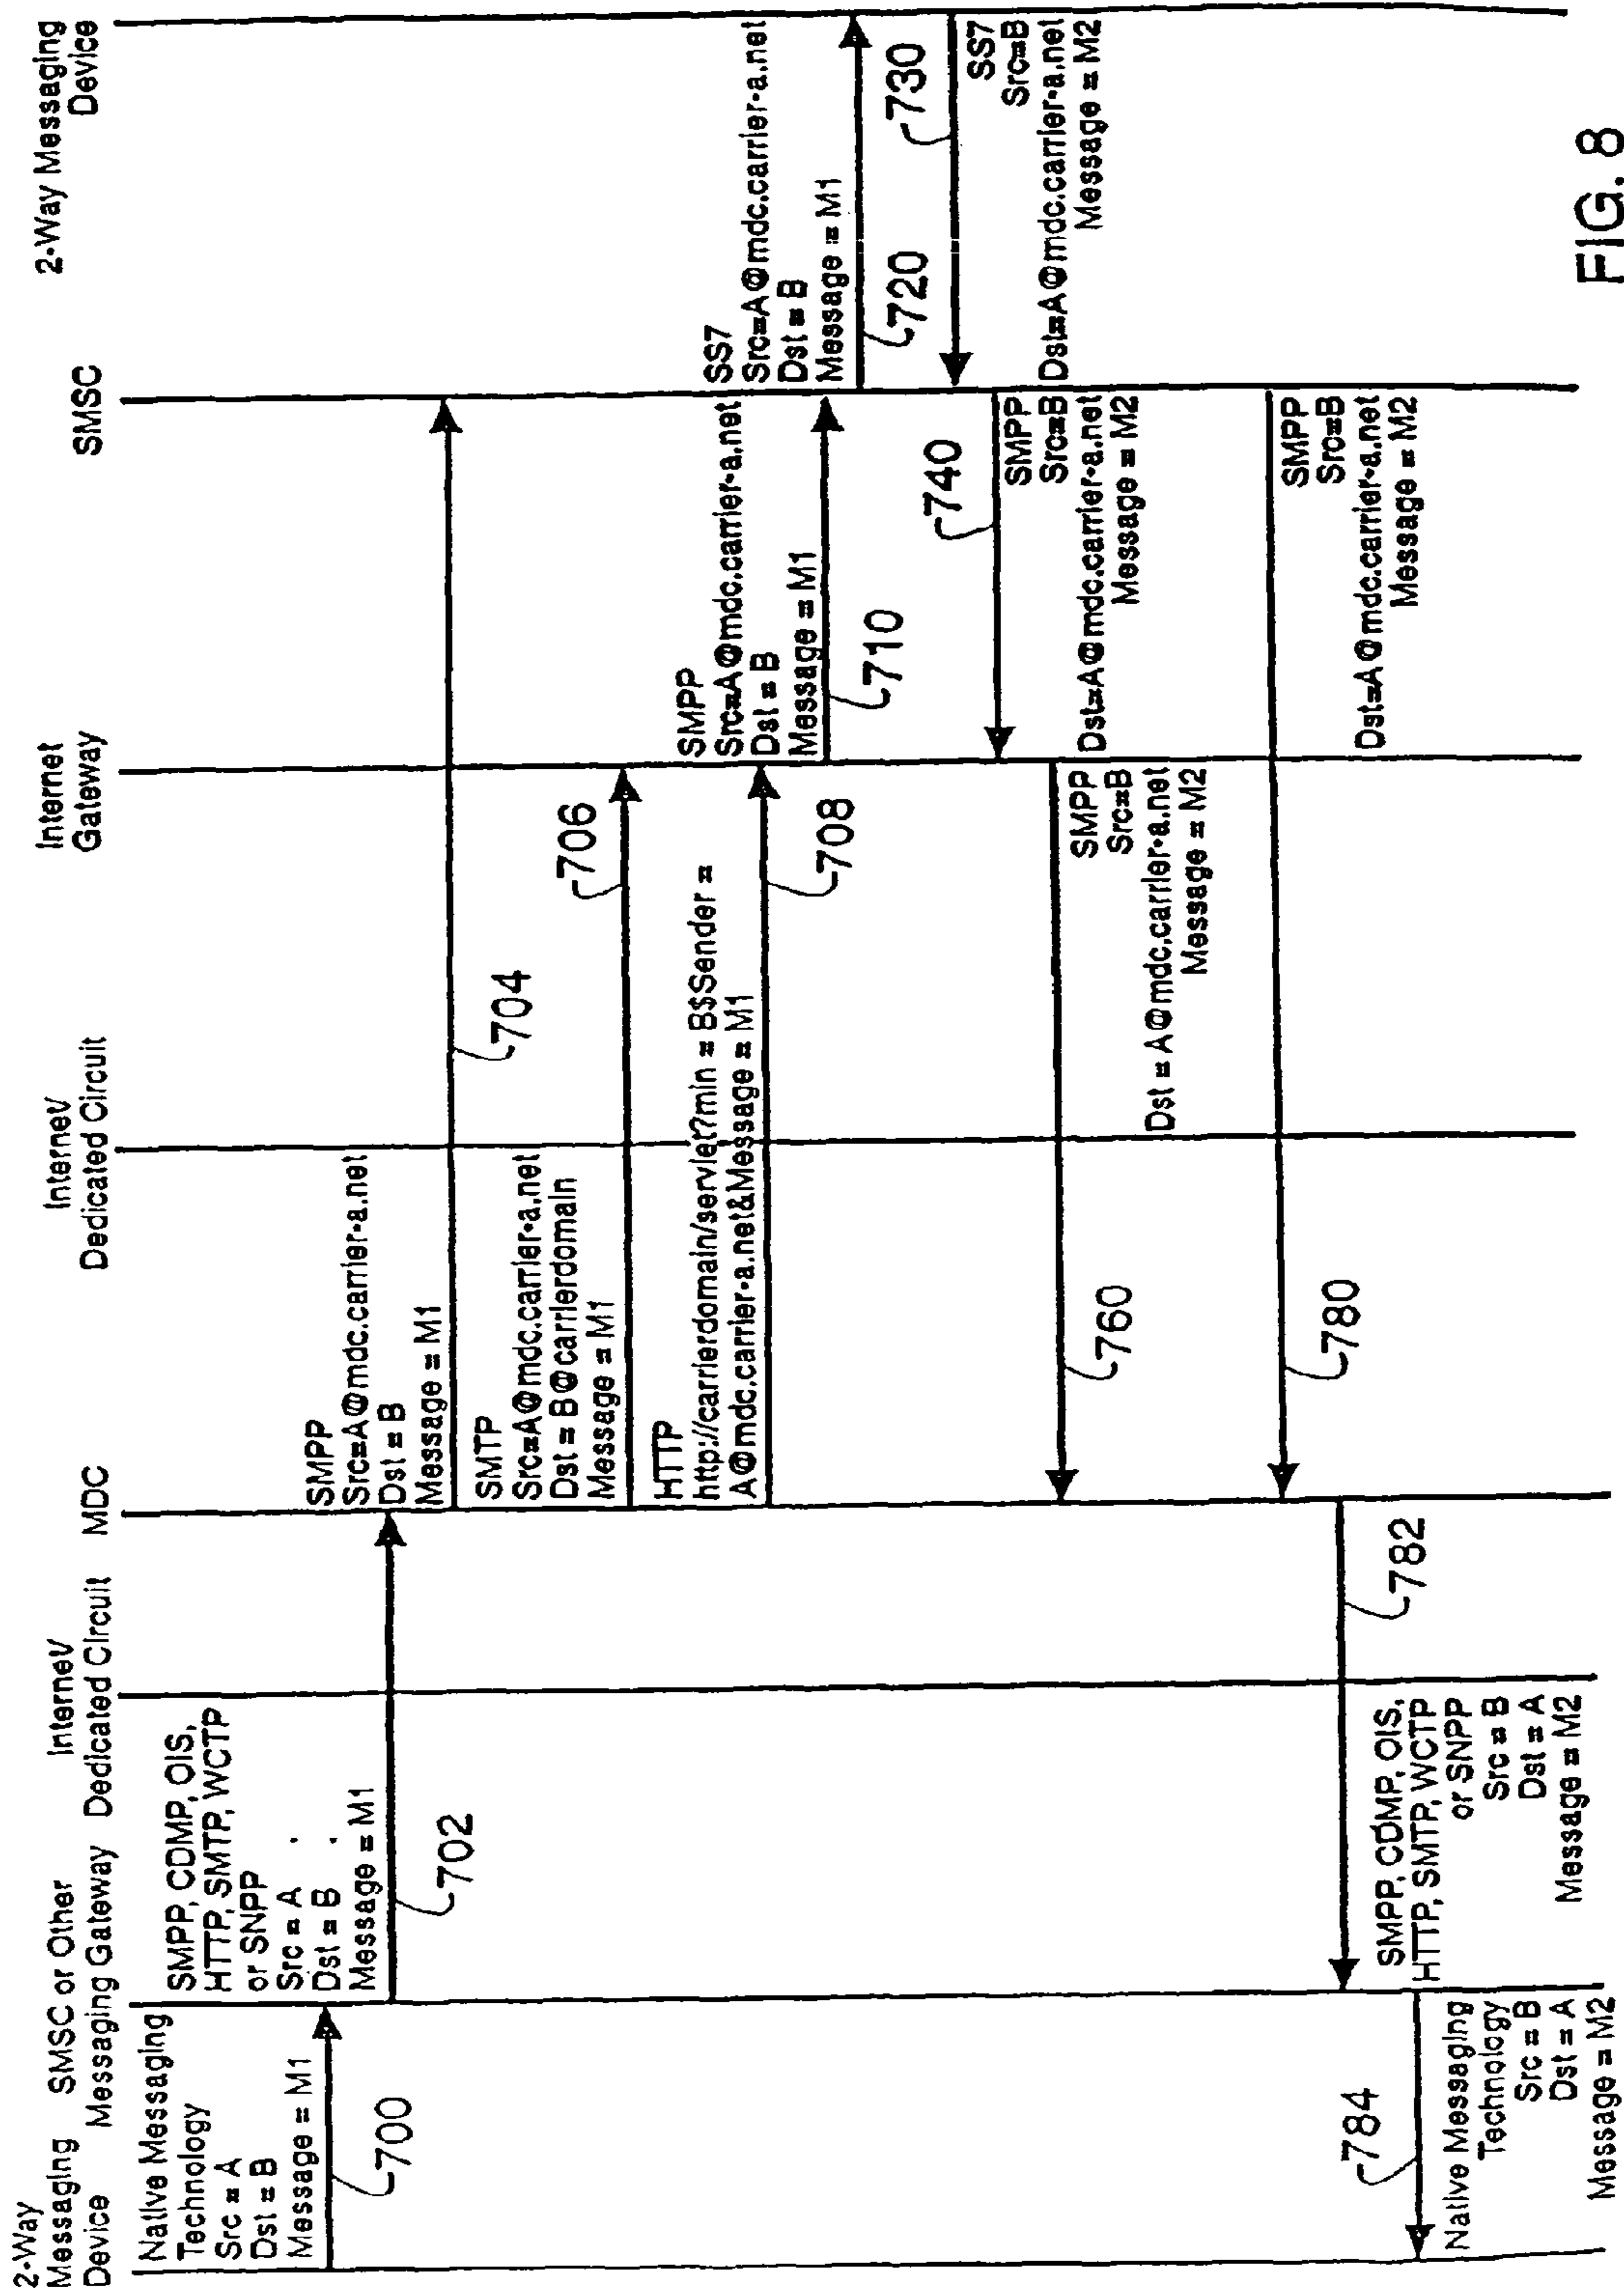 2-Way
Messaging
Device
SMSC or Other
Messaging Gateway
Internet/
Dedicated Circuit
MDC
Internet/
Dedicated Circuit
Internet
Gateway
SMSC
2-Way Messaging
Device
Native Messaging
Technology
Src = A
Dst = B
Message = M1
700
SMPP, CDMP, OIS,
HTTP, SMTP, WCTP
or SNPP
Src = A
Dst = B
Message = M1
702
SMPP
Src=A@mdc.carrier-a.net
Dst = B
Message = M1
704
SMTP
Src=A@mdc.carrier-a.net
Dst = B@carrierdomain
Message = M1
706
HTTP
http://carrierdomain/servlet?min = B$Sender =
A@mdc.carrier-a.net&Message = M1
708
SMPP
Src=A@mdc.carrier-a.net
Dst = B
Message = M1
710
SS7
Src=A@mdc.carrier-a.net
Dst = B
Message = M1
720
730
SS7
Src=B
Dst=A@mdc.carrier-a.net
Message = M2
740
SMPP
Src=B
Dst=A@mdc.carrier-a.net
Message = M2
SMPP
Src=B
Dst = A@mdc.carrier-a.net
Message = M2
760
SMPP
Src=B
Dst=A@mdc.carrier-a.net
Message = M2
780
782
SMPP, CDMP, OIS,
HTTP, SMTP, WCTP
or SNPP
Src = B
Dst = A
Message = M2
784
Native Messaging
Technology
Src = B
Dst = A
Message = M2
FIG. 8